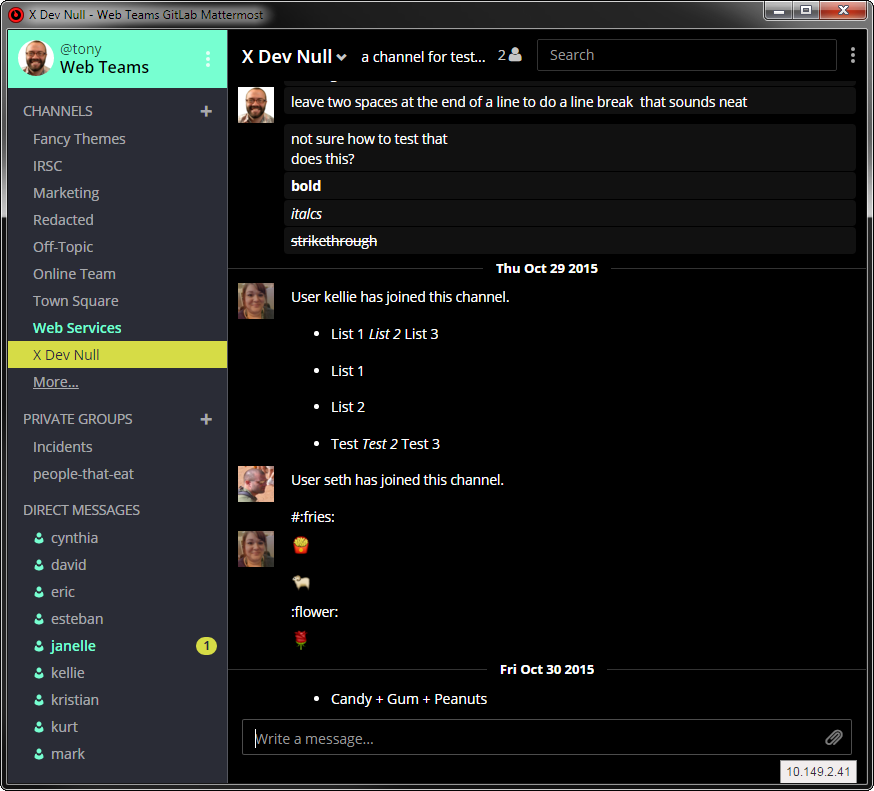 X Dev Null - Web Teams GitLab Mattermost
@tony
Web Teams
CHANNELS +
Fancy Themes
IRSC
Marketing
Redacted
Off-Topic
Online Team
Town Square
Web Services
X Dev Null
More...
PRIVATE GROUPS +
Incidents
people-that-eat
DIRECT MESSAGES
cynthia
david
eric
esteban
janelle 1
kellie
kristian
kurt
mark
X Dev Null a channel for test... 2 Search
leave two spaces at the end of a line to do a line break  that sounds neat
not sure how to test that
does this?
bold
italcs
strikethrough
Thu Oct 29 2015
User kellie has joined this channel.
• List 1 List 2 List 3
• List 1
• List 2
• Test Test 2 Test 3
User seth has joined this channel.
#:fries:
:flower:
Fri Oct 30 2015
• Candy + Gum + Peanuts
Write a message...
10.149.2.41